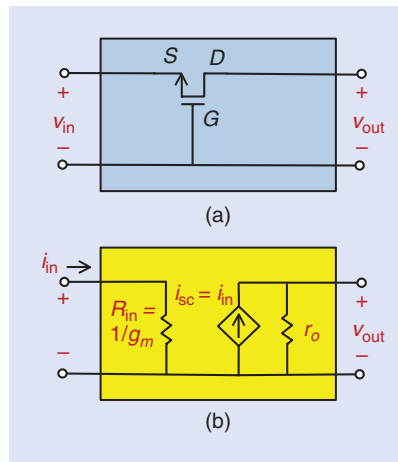 S D
+ +
v_in G v_out
− −
(a)
i_in →
i_sc = i_in
+ +
R_in =
1/g_m r_o v_out
− −
(b)